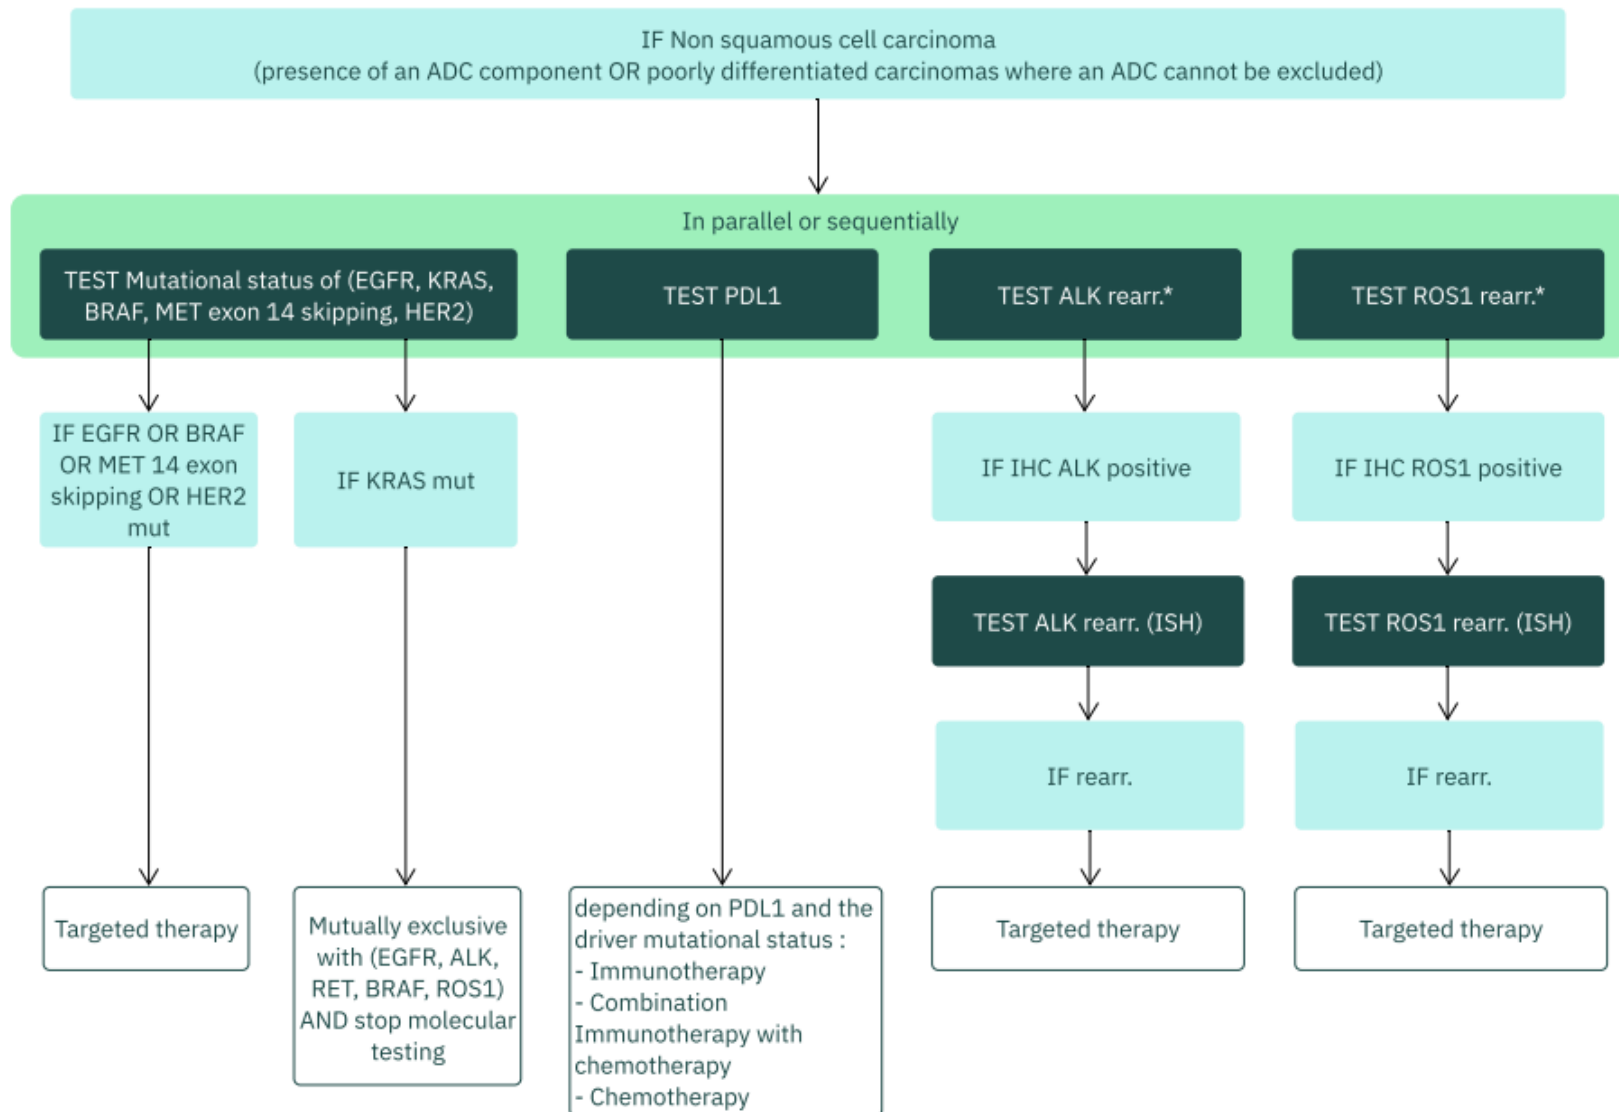 IF Non squamous cell carcinoma
(presence of an ADC component OR poorly differentiated carcinomas where an ADC cannot be excluded)
In parallel or sequentially
TEST Mutational status of (EGFR, KRAS,
BRAF, MET exon 14 skipping, HER2)
TEST PDL1
TEST ALK rearr.*
TEST ROS1 rearr.*
IF EGFR OR BRAF
OR MET 14 exon
skipping OR HER2
mut
IF KRAS mut
IF IHC ALK positive
IF IHC ROS1 positive
TEST ALK rearr. (ISH)
TEST ROS1 rearr. (ISH)
IF rearr.
IF rearr.
Targeted therapy
Mutually exclusive
with (EGFR, ALK,
RET, BRAF, ROS1)
AND stop molecular
testing
depending on PDL1 and the
driver mutational status :
- Immunotherapy
- Combination
Immunotherapy with
chemotherapy
- Chemotherapy
Targeted therapy
Targeted therapy